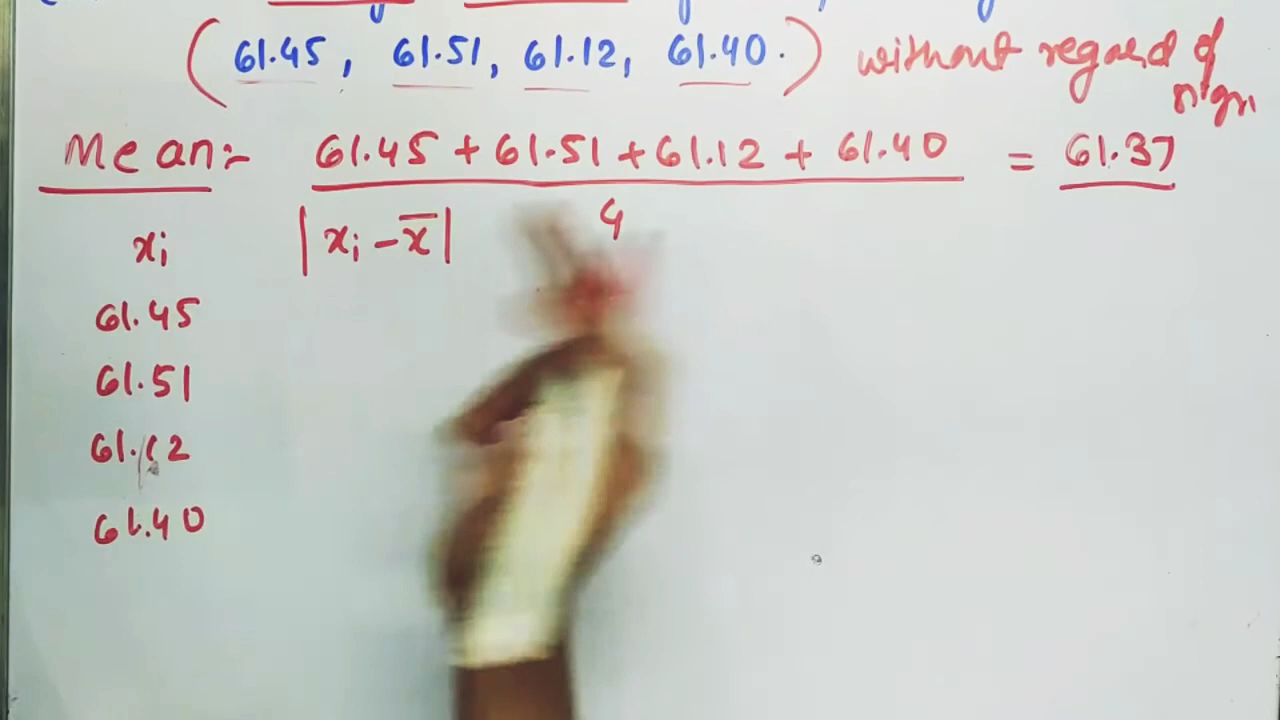 (61.45, 61.51, 61.12, 61.40.) without regard of sign
Mean:- 61.45 + 61.51 + 61.12 + 61.40 = 61.37
4
xi |xi - x̅|
61.45
61.51
61.12
61.40